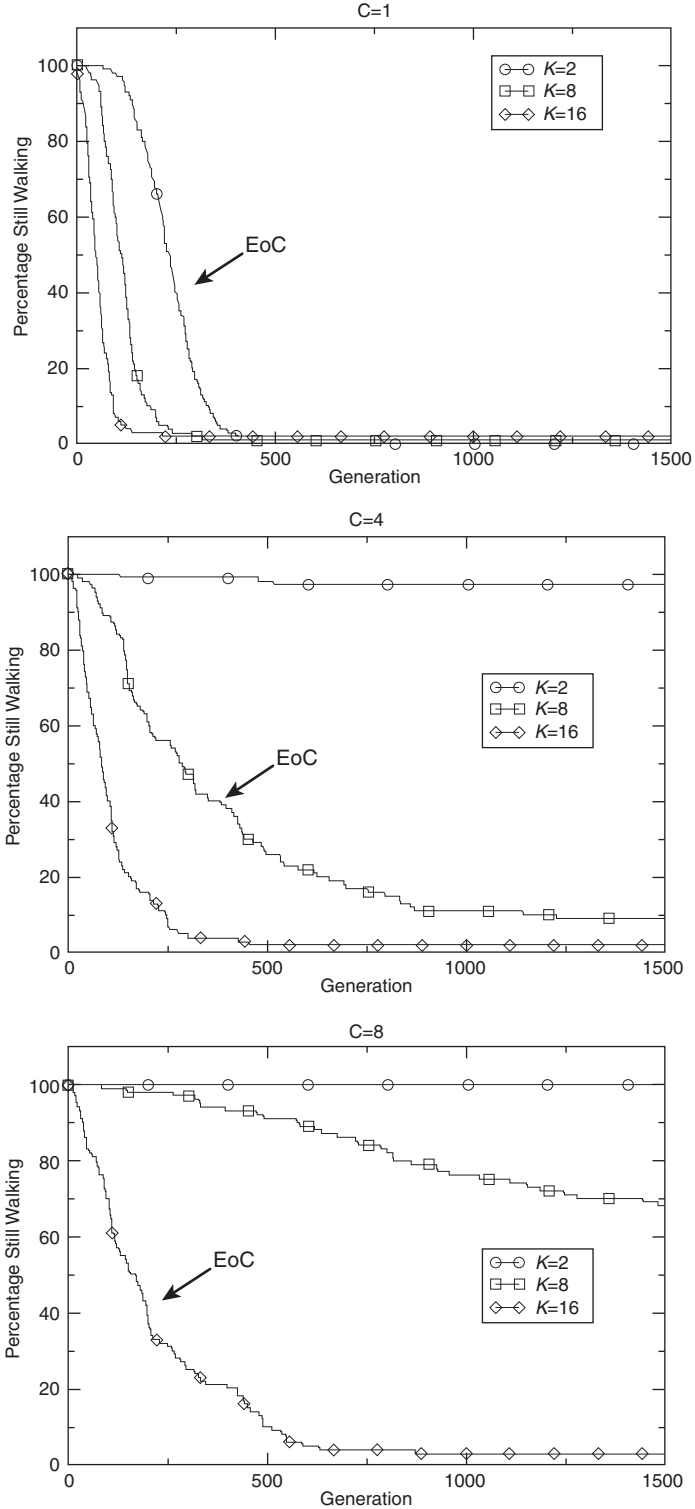 C=1
Percentage Still Walking
100
80
60
40
20
0
K=2
K=8
K=16
EoC
0
500
1000
1500
Generation
C=4
Percentage Still Walking
100
80
60
40
20
0
K=2
K=8
K=16
EoC
0
500
1000
1500
Generation
C=8
Percentage Still Walking
100
80
60
40
20
0
EoC
K=2
K=8
K=16
0
500
1000
1500
Generation